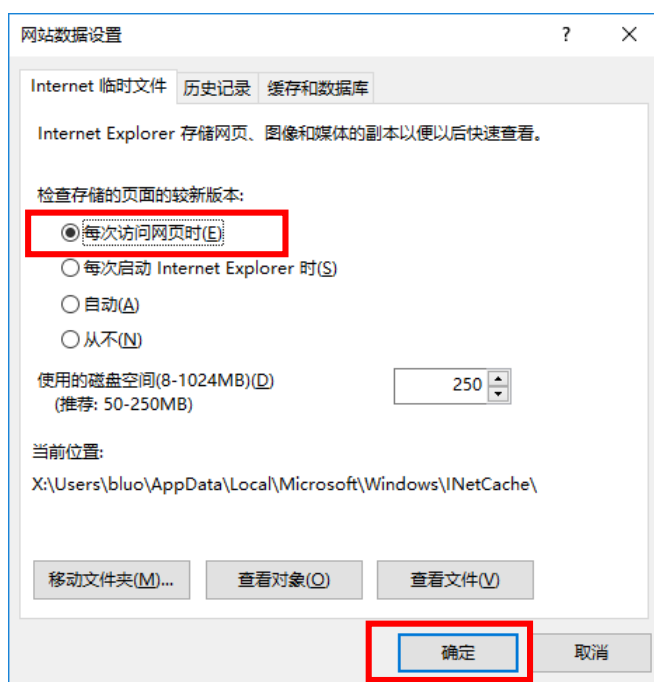 网站数据设置
Internet 临时文件 历史记录 缓存和数据库
Internet Explorer 存储网页、图像和媒体的副本以便以后快速查看。
检查存储的页面的较新版本:
每次访问网页时(E)
每次启动 Internet Explorer 时(S)
自动(A)
从不(N)
使用的磁盘空间(8-1024MB)(D) 250
(推荐: 50-250MB)
当前位置:
X:\Users\bluo\AppData\Local\Microsoft\Windows\INetCache\
移动文件夹(M)... 查看对象(O) 查看文件(V)
确定 取消